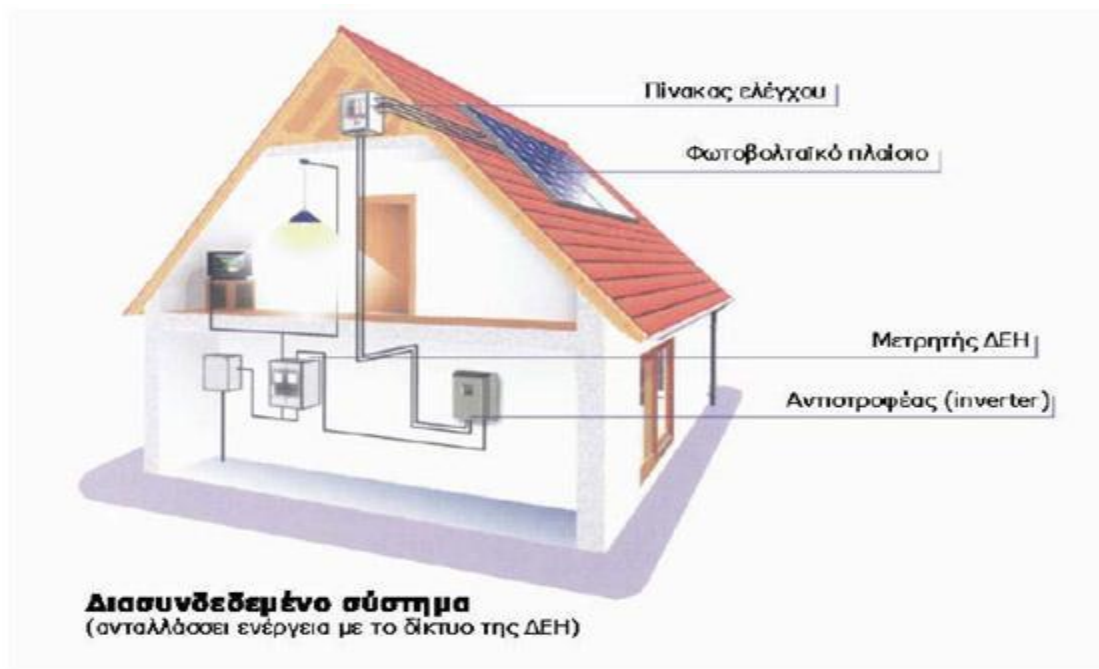 Πίνακας ελέγχου
Φωτοβολταϊκό πλαίσιο
Μετρητής ΔΕΗ
Αντιστροφέας (inverter)
Διασυνδεδεμένο σύστημα
(ανταλλάσσει ενέργεια με το δίκτυο της ΔΕΗ)